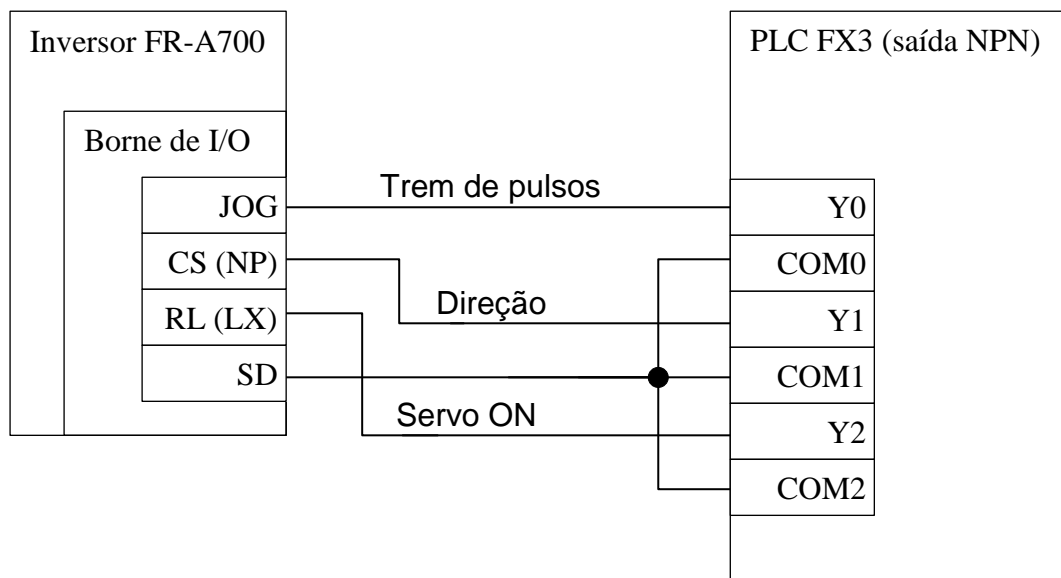 Inversor FR-A700
Borne de I/O
JOG
CS (NP)
RL (LX)
SD
Trem de pulsos
Direção
Servo ON
PLC FX3 (saída NPN)
Y0
COM0
Y1
COM1
Y2
COM2